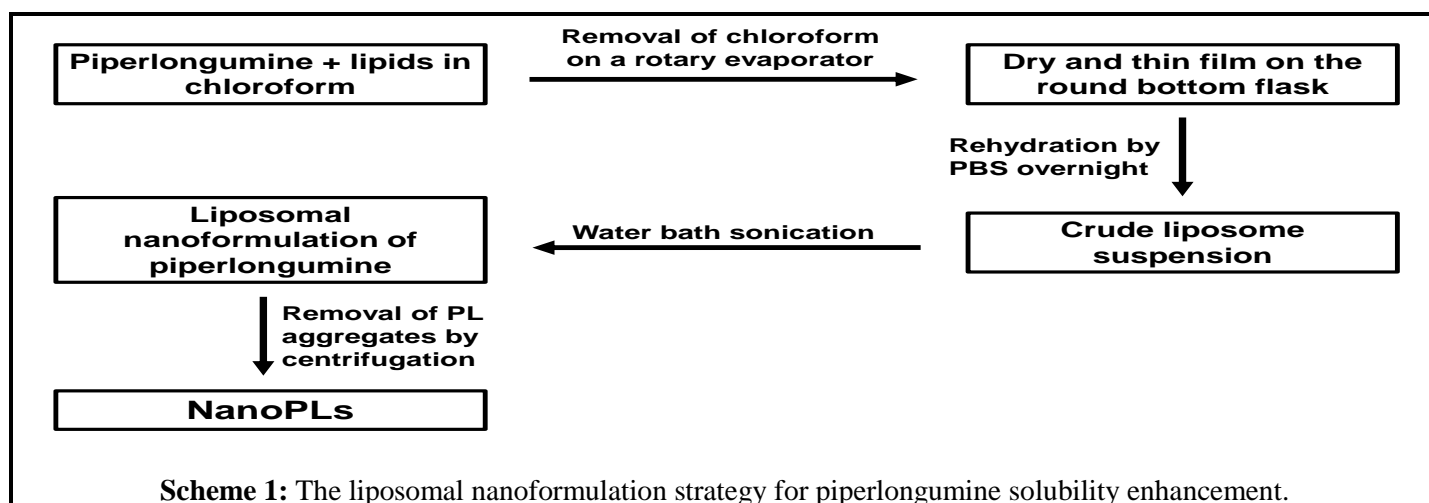 Piperlongumine + lipids in
chloroform
Removal of chloroform
on a rotary evaporator
Dry and thin film on the
round bottom flask
Rehydration by
PBS overnight
Crude liposome
suspension
Water bath sonication
Liposomal
nanoformulation of
piperlongumine
Removal of PL
aggregates by
centrifugation
NanoPLs
Scheme 1: The liposomal nanoformulation strategy for piperlongumine solubility enhancement.